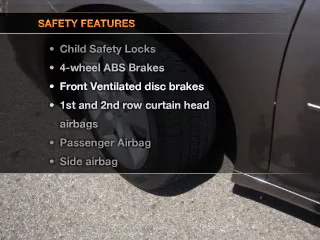 SAFETY FEATURES
• Child Safety Locks
• 4-wheel ABS Brakes
• Front Ventilated disc brakes
• 1st and 2nd row curtain head
airbags
• Passenger Airbag
• Side airbag